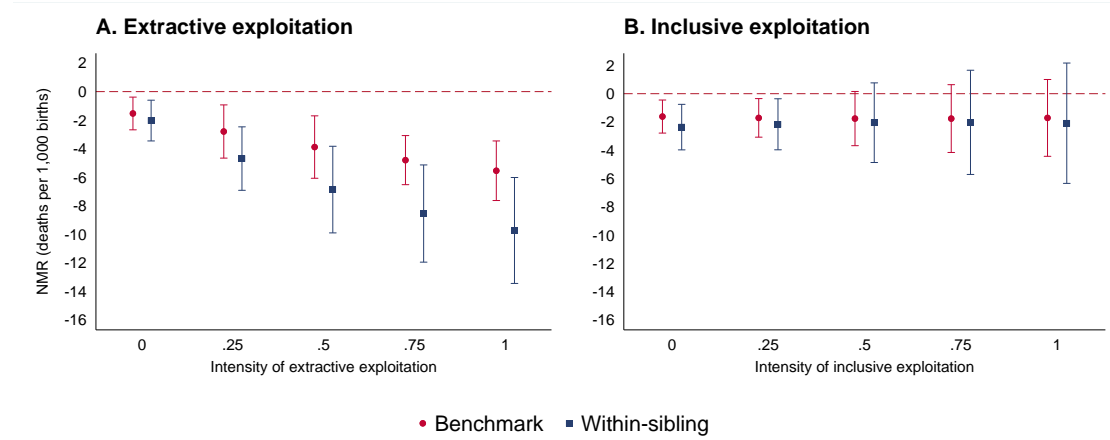 A. Extractive exploitation
NMR (deaths per 1,000 births)
2
0
-2
-4
-6
-8
-10
-12
-14
-16
0 .25 .5 .75 1
Intensity of extractive exploitation
B. Inclusive exploitation
2
0
-2
-4
-6
-8
-10
-12
-14
-16
0 .25 .5 .75 1
Intensity of inclusive exploitation
Benchmark Within-sibling